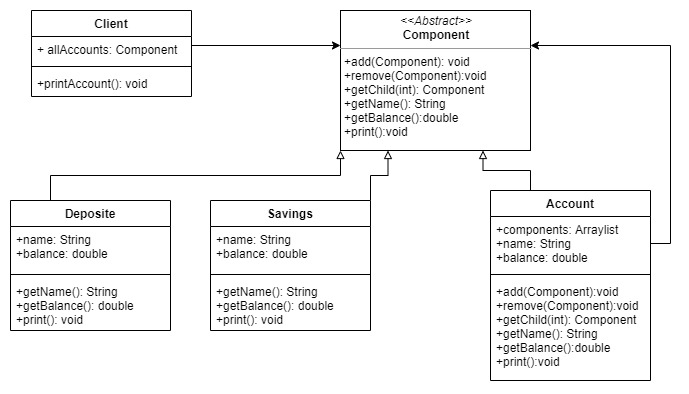 Client
+ allAccounts: Component
+printAccount(): void
<<Abstract>>
Component
+add(Component): void
+remove(Component):void
+getChild(int): Component
+getName(): String
+getBalance():double
+print():void
Deposite
+name: String
+balance: double
+getName(): String
+getBalance(): double
+print(): void
Savings
+name: String
+balance: double
+getName(): String
+getBalance(): double
+print(): void
Account
+components: Arraylist
+name: String
+balance: double
+add(Component):void
+remove(Component):void
+getChild(int): Component
+getName(): String
+getBalance():double
+print():void